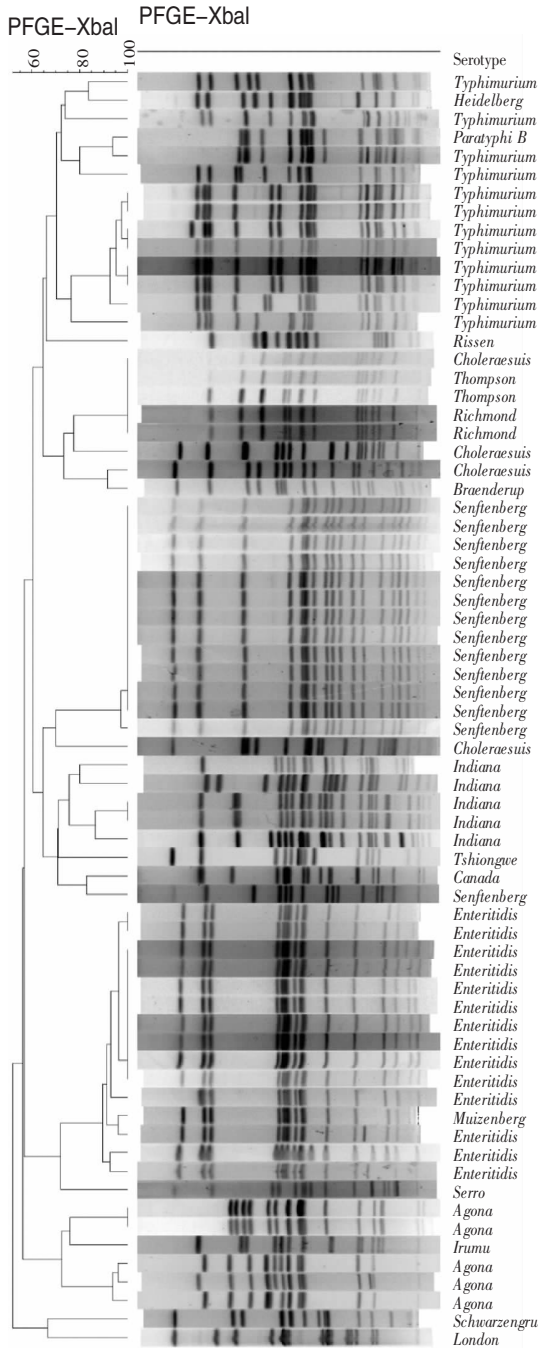 PFGE–XbaI PFGE–XbaI
60 80 100
Serotype
Typhimurium
Heidelberg
Typhimurium
Paratyphi B
Typhimurium
Typhimurium
Typhimurium
Typhimurium
Typhimurium
Typhimurium
Typhimurium
Typhimurium
Typhimurium
Typhimurium
Rissen
Choleraesuis
Thompson
Thompson
Richmond
Richmond
Choleraesuis
Choleraesuis
Braenderup
Senftenberg
Senftenberg
Senftenberg
Senftenberg
Senftenberg
Senftenberg
Senftenberg
Senftenberg
Senftenberg
Senftenberg
Senftenberg
Senftenberg
Senftenberg
Choleraesuis
Indiana
Indiana
Indiana
Indiana
Indiana
Tshiongwe
Canada
Senftenberg
Enteritidis
Enteritidis
Enteritidis
Enteritidis
Enteritidis
Enteritidis
Enteritidis
Enteritidis
Enteritidis
Enteritidis
Enteritidis
Muizenberg
Enteritidis
Enteritidis
Enteritidis
Serro
Agona
Agona
Irumu
Agona
Agona
Agona
Schwarzengru
London